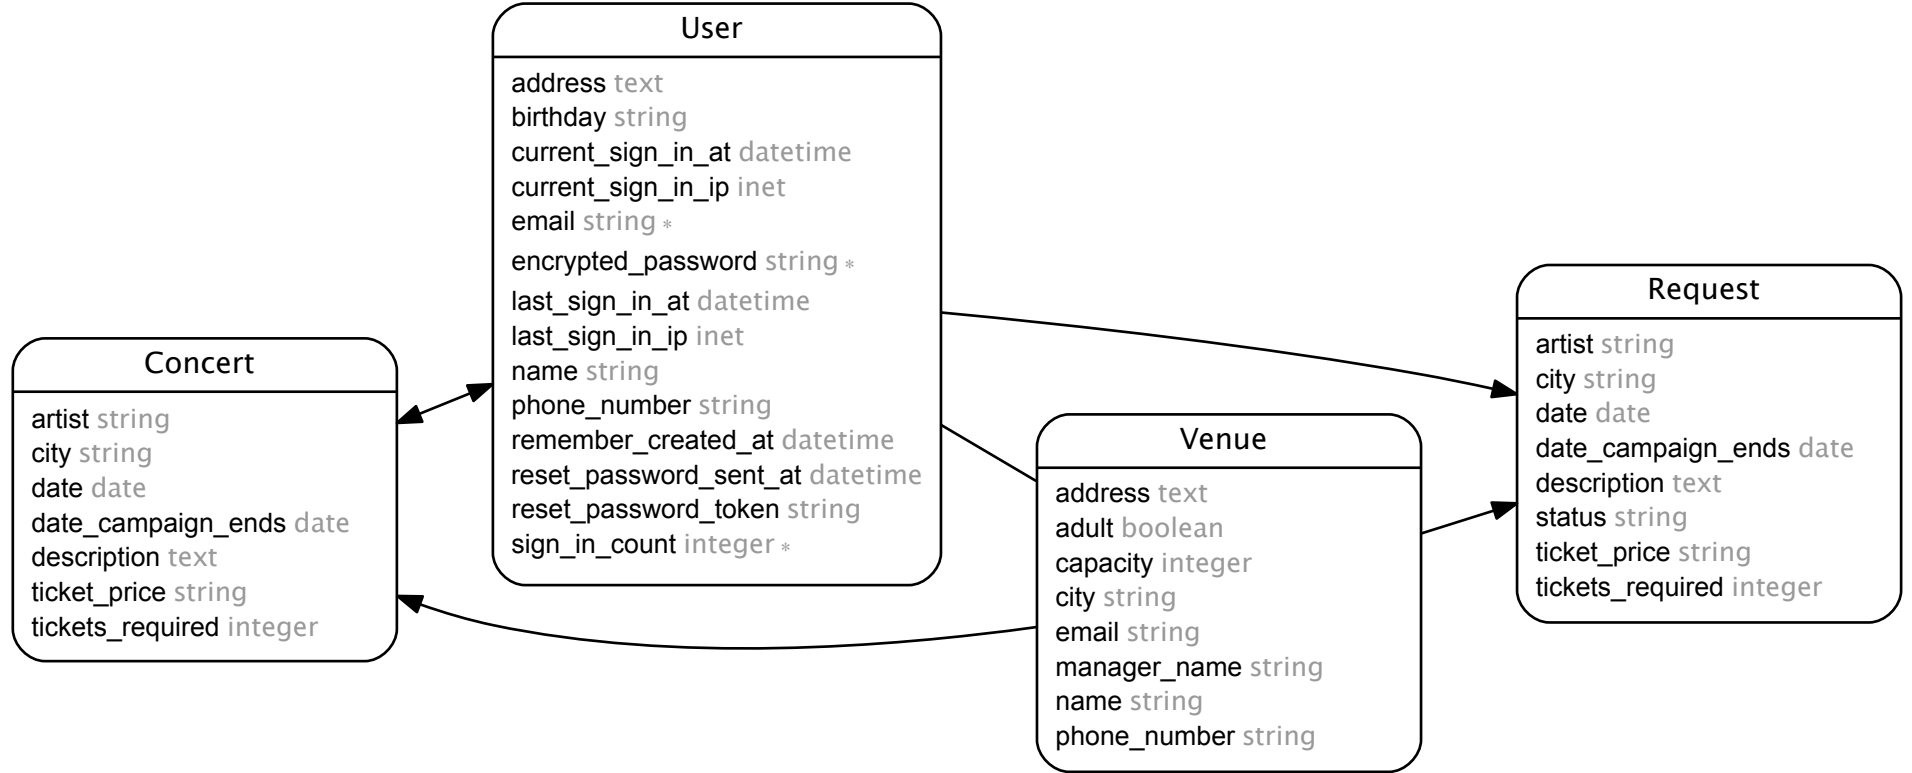 User
address text
birthday string
current_sign_in_at datetime
current_sign_in_ip inet
email string *
encrypted_password string *
last_sign_in_at datetime
last_sign_in_ip inet
name string
phone_number string
remember_created_at datetime
reset_password_sent_at datetime
reset_password_token string
sign_in_count integer *
Concert
artist string
city string
date date
date_campaign_ends date
description text
ticket_price string
tickets_required integer
Venue
address text
adult boolean
capacity integer
city string
email string
manager_name string
name string
phone_number string
Request
artist string
city string
date date
date_campaign_ends date
description text
status string
ticket_price string
tickets_required integer